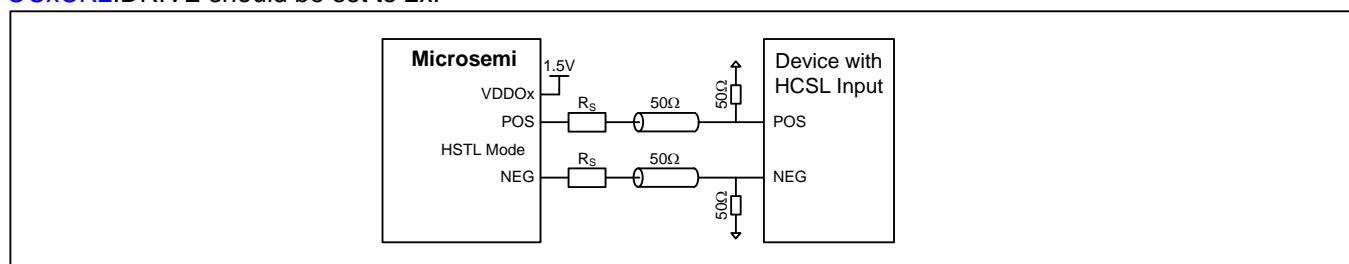 OCxCR2.DRIVE should be set to 2x.
Microsemi
1.5V
VDDOx
POS
HSTL Mode
NEG
RS
50Ω
RS
50Ω
50Ω
50Ω
Device with
HCSL Input
POS
NEG